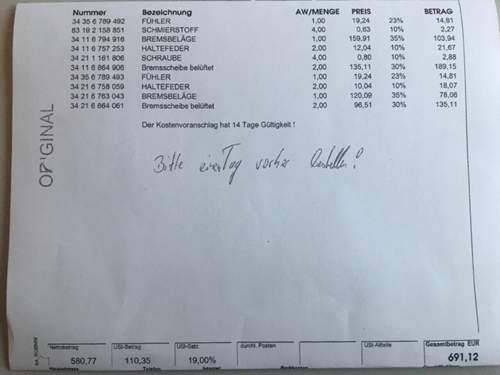 Nummer Bezeichnung AW/MENGE PREIS BETRAG
34 35 6 789 492 FÜHLER 1,00 19,24 23% 14,81
83 19 2 158 851 SCHMIERSTOFF 4,00 0,63 10% 2,27
34 11 6 794 916 BREMSBELÄGE 1,00 159,91 35% 103,94
34 11 6 757 253 HALTEFEDER 2,00 12,04 10% 21,67
34 21 1 161 806 SCHRAUBE 4,00 0,80 10% 2,88
34 11 6 864 906 Bremsscheibe belüftet 2,00 135,11 30% 189,15
34 35 6 789 493 FÜHLER 1,00 19,24 23% 14,81
34 21 6 758 059 HALTEFEDER 2,00 10,04 10% 18,07
34 21 6 763 043 BREMSBELÄGE 1,00 120,09 35% 78,06
34 21 6 864 061 Bremsscheibe belüftet 2,00 96,51 30% 135,11
Der Kostenvoranschlag hat 14 Tage Gültigkeit !
ORIGINAL
Bitte einen Tag vorher bestellen!
Nettobetrag USt-Betrag USt-Satz durchl. Posten USt-Altteile Gesamtbetrag EUR
580,77 110,35 19,00% 691,12
Telefon Internet